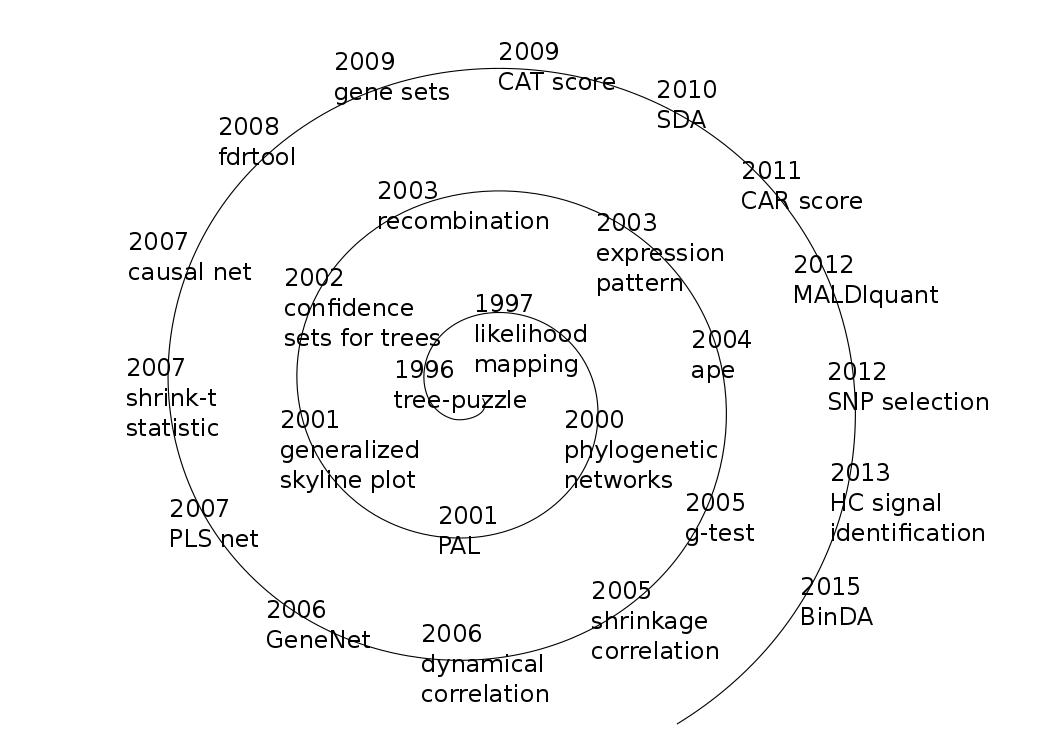 1996
tree-puzzle
1997
likelihood
mapping
2000
phylogenetic
networks
2001
PAL
2001
generalized
skyline plot
2002
confidence
sets for trees
2003
recombination
2003
expression
pattern
2004
ape
2005
g-test
2005
shrinkage
correlation
2006
dynamical
correlation
2006
GeneNet
2007
PLS net
2007
shrink-t
statistic
2007
causal net
2008
fdrtool
2009
gene sets
2009
CAT score
2010
SDA
2011
CAR score
2012
MALDIquant
2012
SNP selection
2013
HC signal
identification
2015
BinDA